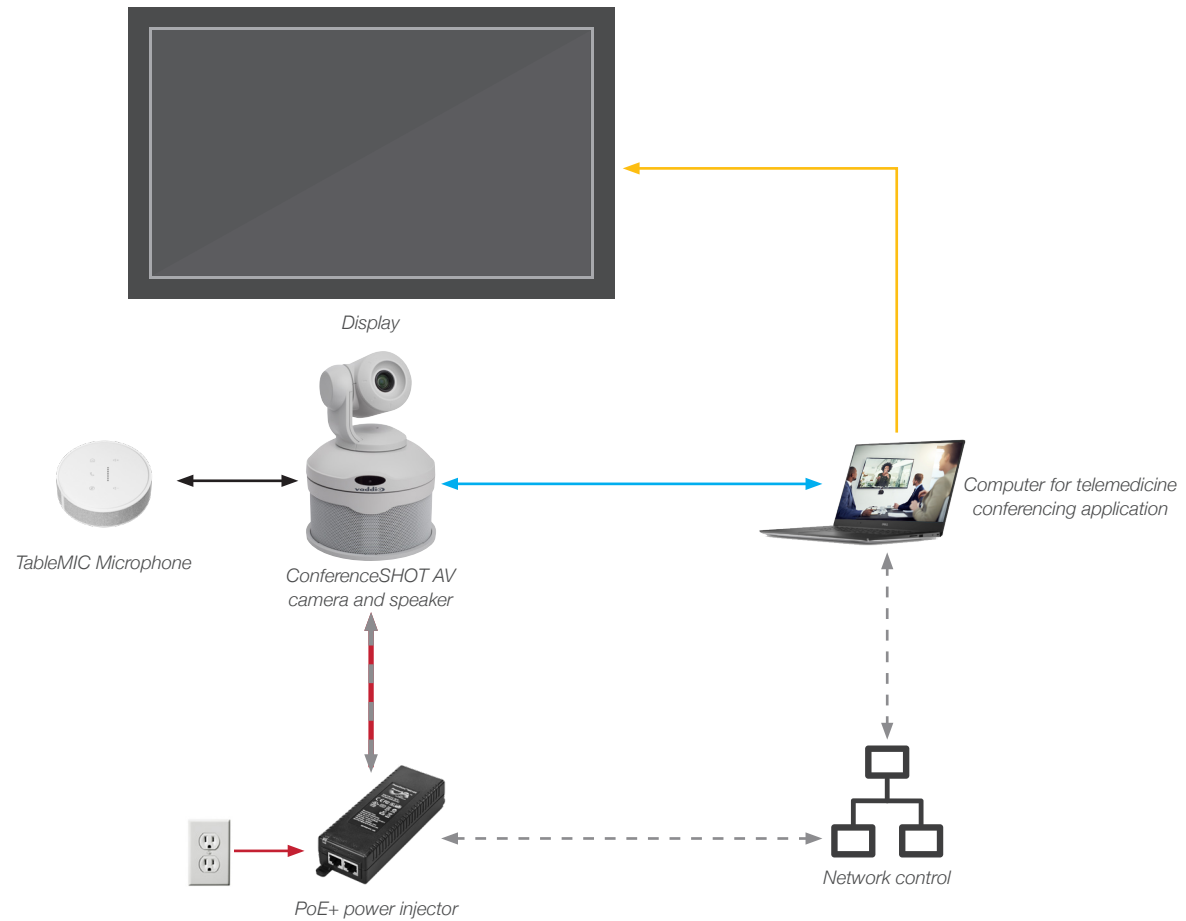 Display
TableMIC Microphone
ConferenceSHOT AV
camera and speaker
Computer for telemedicine
conferencing application
PoE+ power injector
Network control